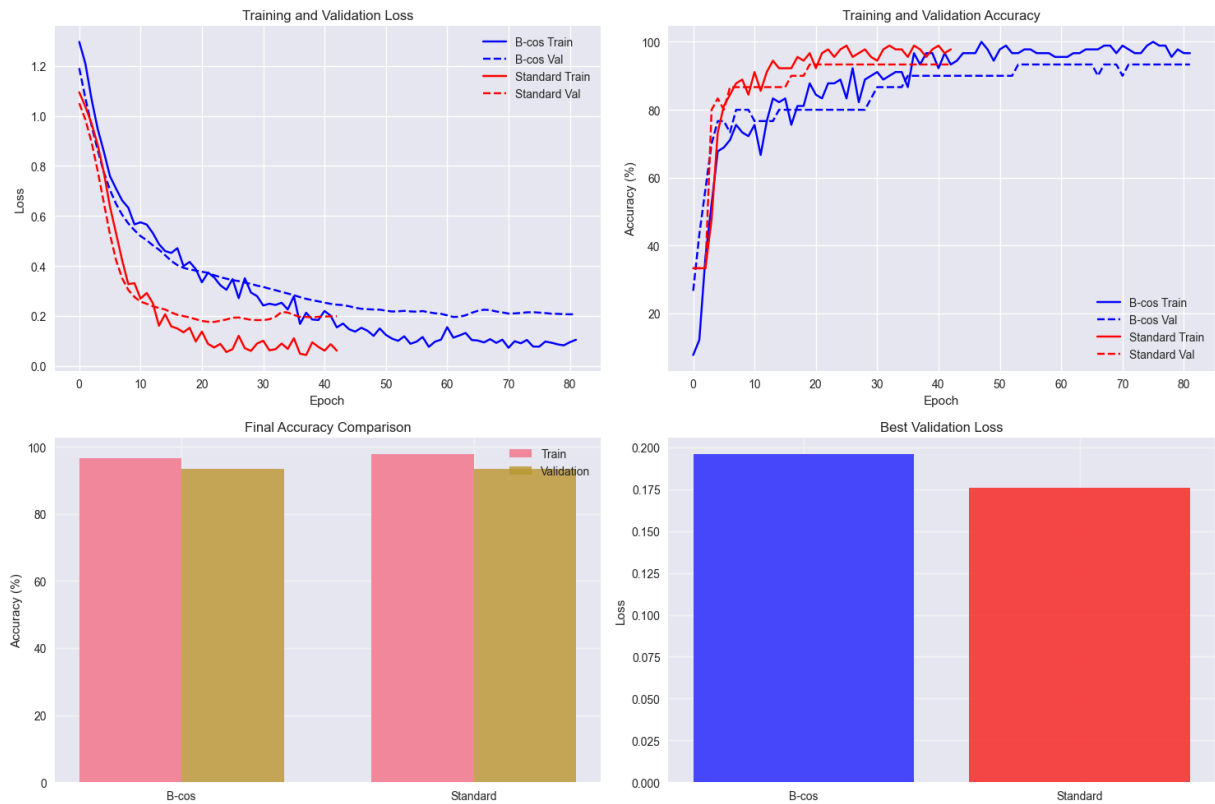 Training and Validation Loss
B-cos Train
B-cos Val
Standard Train
Standard Val
1.2
1.0
0.8
0.6
0.4
0.2
0.0
Loss
0 10 20 30 40 50 60 70 80
Epoch
Training and Validation Accuracy
100
80
60
40
20
Accuracy (%)
B-cos Train
B-cos Val
Standard Train
Standard Val
0 10 20 30 40 50 60 70 80
Epoch
Final Accuracy Comparison
Train
Validation
100
80
60
40
20
0
Accuracy (%)
B-cos Standard
Best Validation Loss
0.200
0.175
0.150
0.125
0.100
0.075
0.050
0.025
0.000
Loss
B-cos Standard